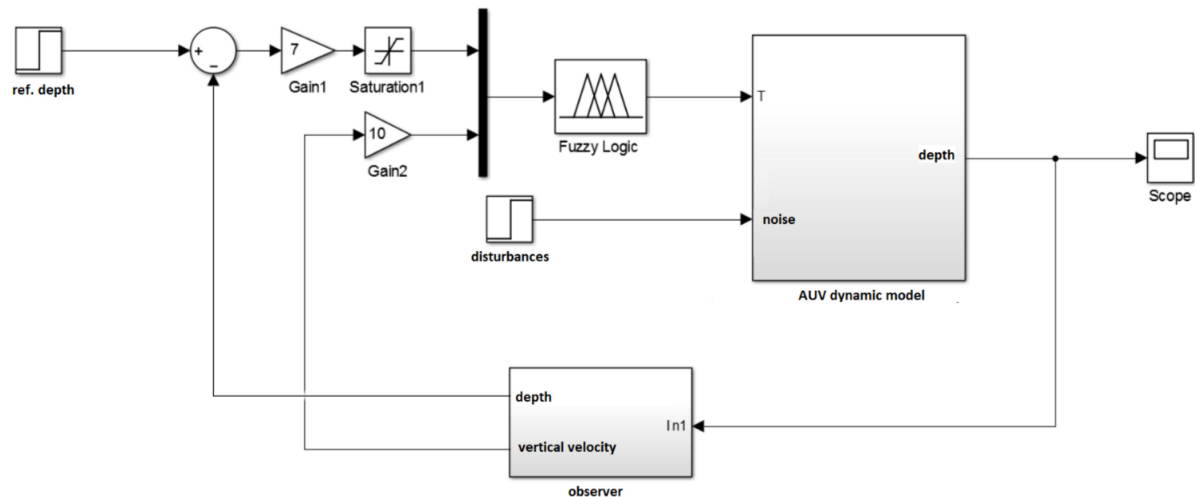 ref. depth
+
−
7
Gain1
Saturation1
10
Gain2
Fuzzy Logic
disturbances
T
depth
noise
AUV dynamic model
Scope
depth
In1
vertical velocity
observer